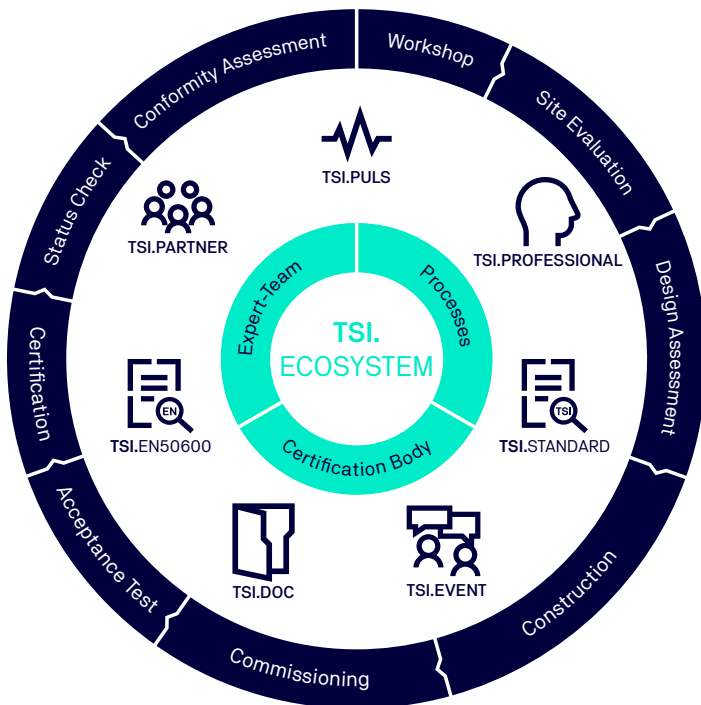 Conformity Assessment
Workshop
Site Evaluation
Design Assessment
Construction
Commissioning
Acceptance Test
Certification
Status Check
TSI.PULS
TSI.PARTNER
TSI.PROFESSIONAL
Expert-Team
Processes
Certification Body
TSI.
ECOSYSTEM
EN
TSI.EN50600
TSI
TSI.STANDARD
TSI.DOC
TSI.EVENT